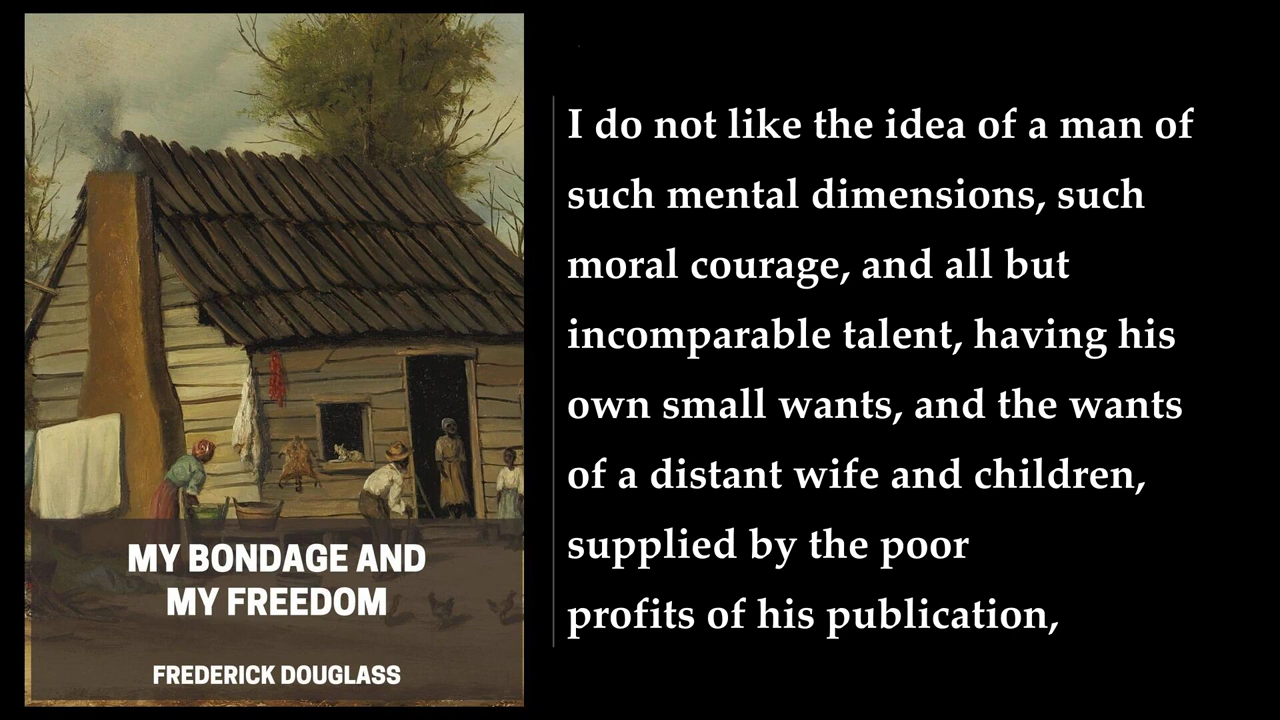 MY BONDAGE AND
MY FREEDOM
FREDERICK DOUGLASS
I do not like the idea of a man of
such mental dimensions, such
moral courage, and all but
incomparable talent, having his
own small wants, and the wants
of a distant wife and children,
supplied by the poor
profits of his publication,